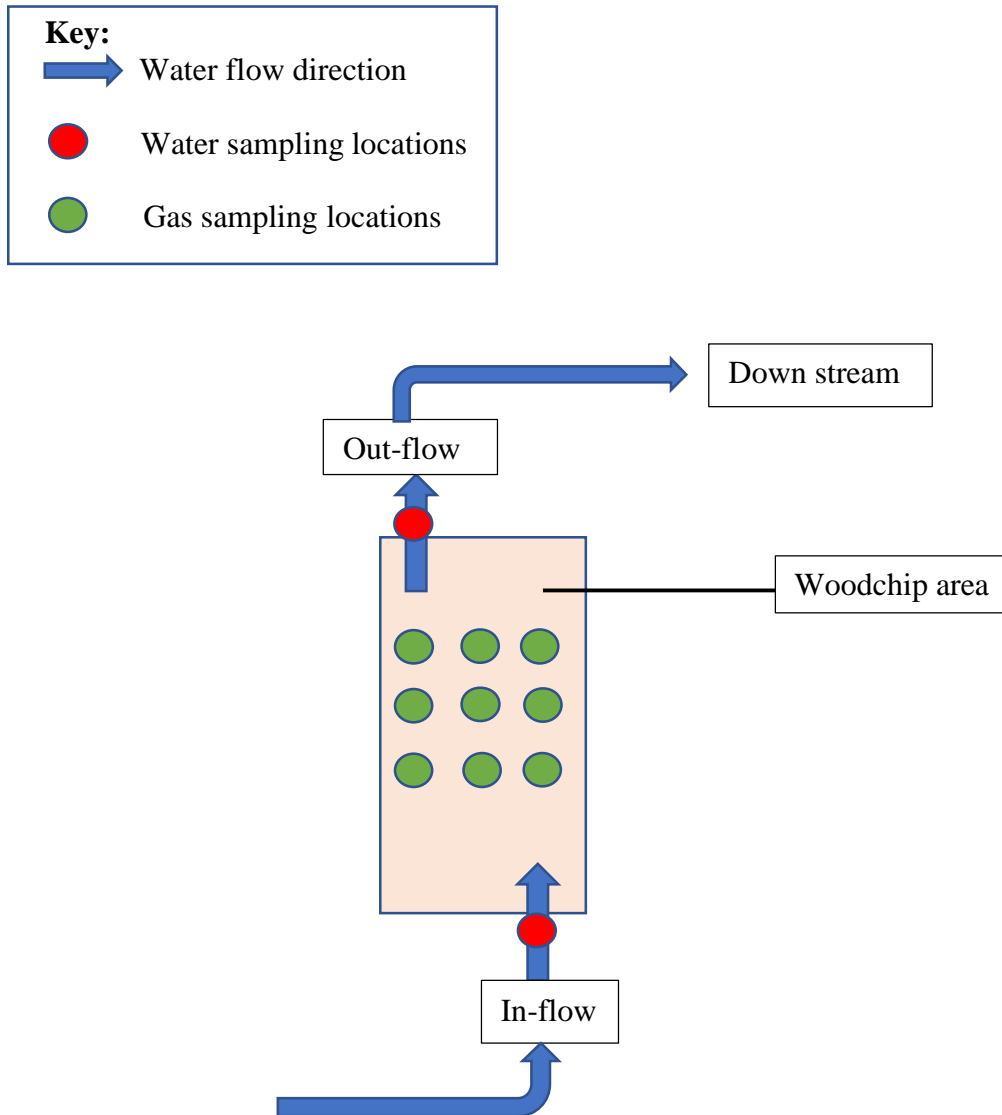 Key:
Water flow direction
Water sampling locations
Gas sampling locations
Down stream
Out-flow
Woodchip area
In-flow